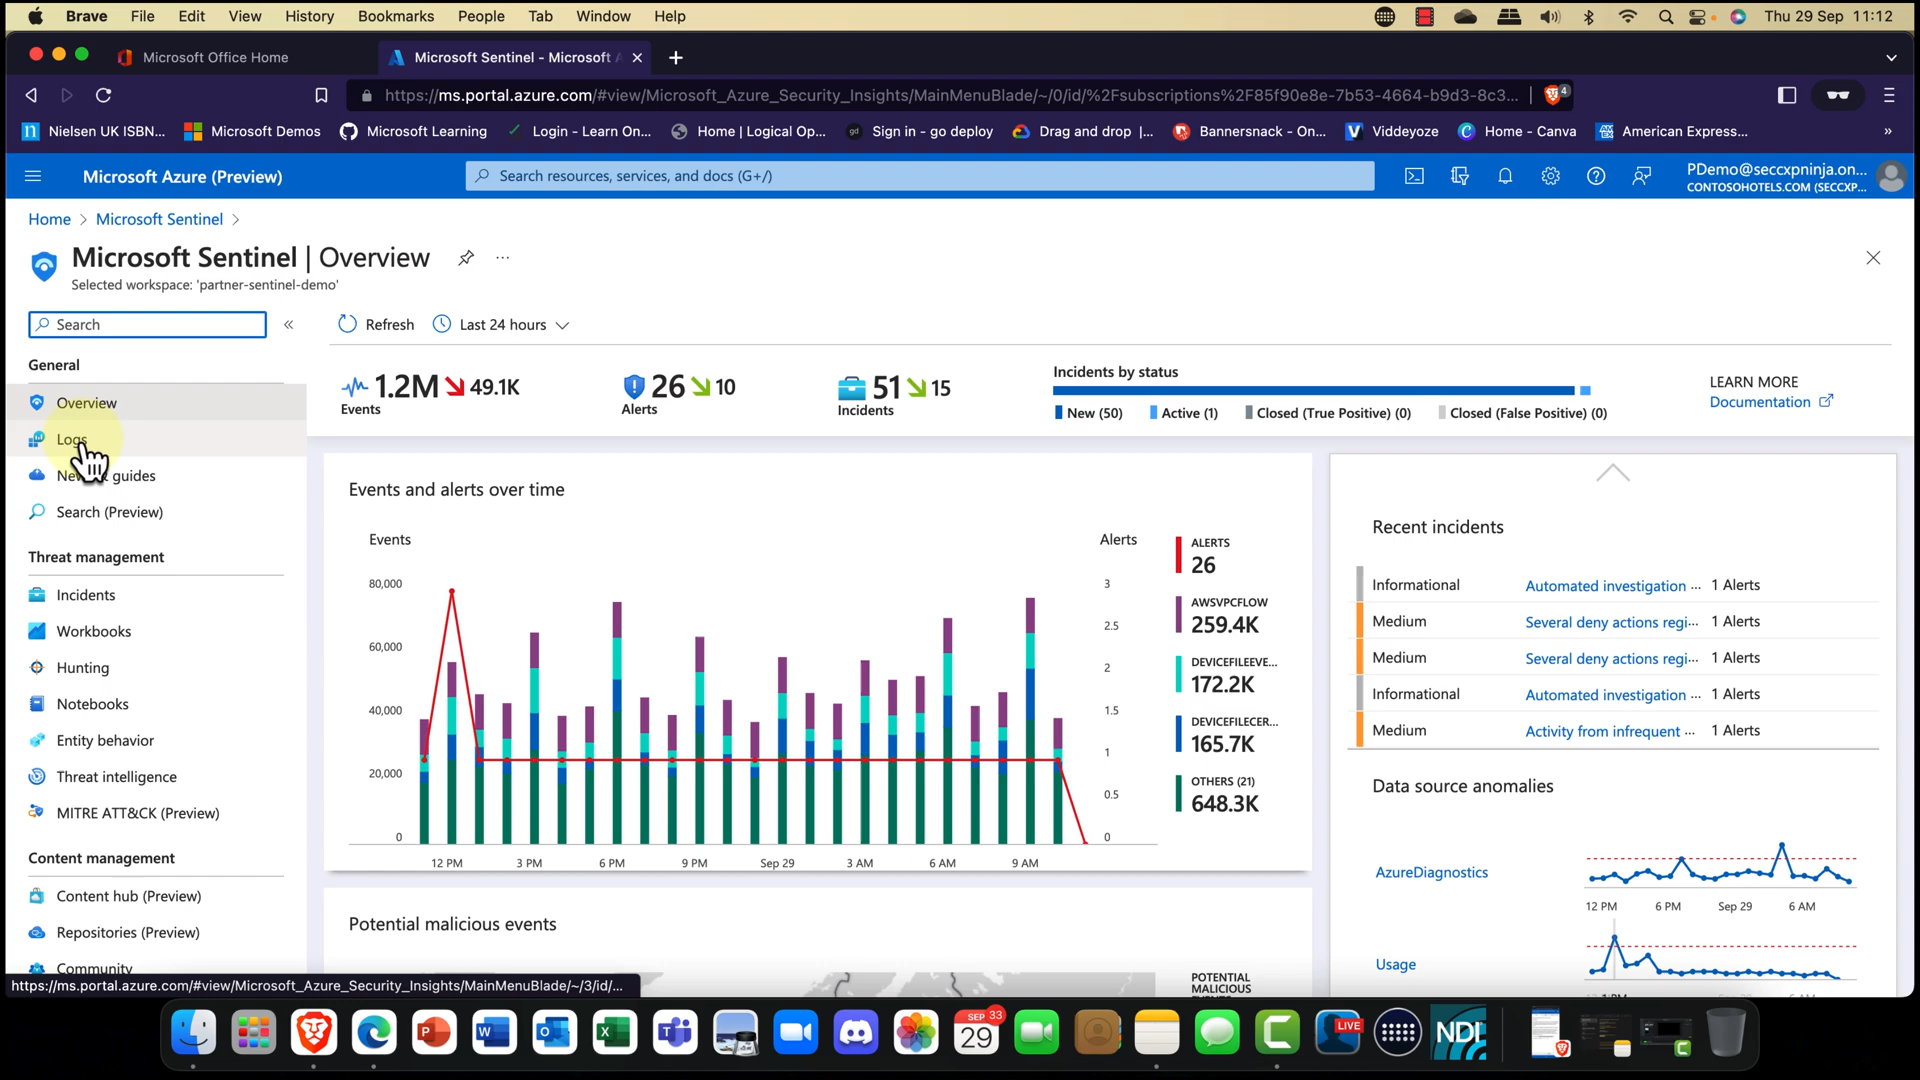 Brave File Edit View History Bookmarks People Tab Window Help Thu 29 Sep 11:12
Microsoft Office Home Microsoft Sentinel - Microsoft A
https://ms.portal.azure.com/#view/Microsoft_Azure_Security_Insights/MainMenuBlade/~/0/id/%2Fsubscriptions%2F85f90e8e-7b53-4664-b9d3-8c3... 4
Nielsen UK ISBN... Microsoft Demos Microsoft Learning Login - Learn On... Home | Logical Op... Sign in - go deploy Drag and drop |... Bannersnack - On... Viddeyoze Home - Canva American Express... »
Microsoft Azure (Preview) Search resources, services, and docs (G+/) PDemo@seccxpninja.on...
CONTOSOHOTELS.COM (SECCXP...
Home > Microsoft Sentinel >
Microsoft Sentinel | Overview ...
Selected workspace: 'partner-sentinel-demo'
Search «
Refresh Last 24 hours
General
Overview
Logs
guides
Search (Preview)
Threat management
Incidents
Workbooks
Hunting
Notebooks
Entity behavior
Threat intelligence
MITRE ATT&CK (Preview)
Content management
Content hub (Preview)
Repositories (Preview)
Community
https://ms.portal.azure.com/#view/Microsoft_Azure_Security_Insights/MainMenuBlade/~/3/id/...
1.2M 49.1K
Events
26 10
Alerts
51 15
Incidents
Incidents by status
New (50) Active (1) Closed (True Positive) (0) Closed (False Positive) (0)
LEARN MORE
Documentation
Events and alerts over time
Events Alerts
80,000
60,000
40,000
20,000
0
3
2.5
2
1.5
1
0.5
0
12 PM 3 PM 6 PM 9 PM Sep 29 3 AM 6 AM 9 AM
ALERTS
26
AWSVPCFLOW
259.4K
DEVICEFILEEVE...
172.2K
DEVICEFILECER...
165.7K
OTHERS (21)
648.3K
Potential malicious events
POTENTIAL
MALICIOUS
Recent incidents
Informational Automated investigation ... 1 Alerts
Medium Several deny actions regi... 1 Alerts
Medium Several deny actions regi... 1 Alerts
Informational Automated investigation ... 1 Alerts
Medium Activity from infrequent ... 1 Alerts
Data source anomalies
AzureDiagnostics
12 PM 6 PM Sep 29 6 AM
Usage
SEP 33
29
LIVE
NDI